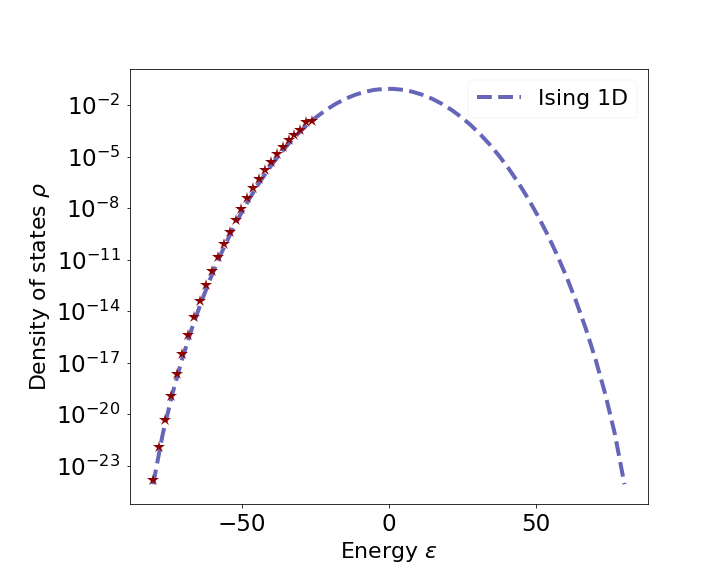 Ising 1D
10⁻²
10⁻⁵
10⁻⁸
10⁻¹¹
10⁻¹⁴
10⁻¹⁷
10⁻²⁰
10⁻²³
Density of states ρ
−50 0 50
Energy ε